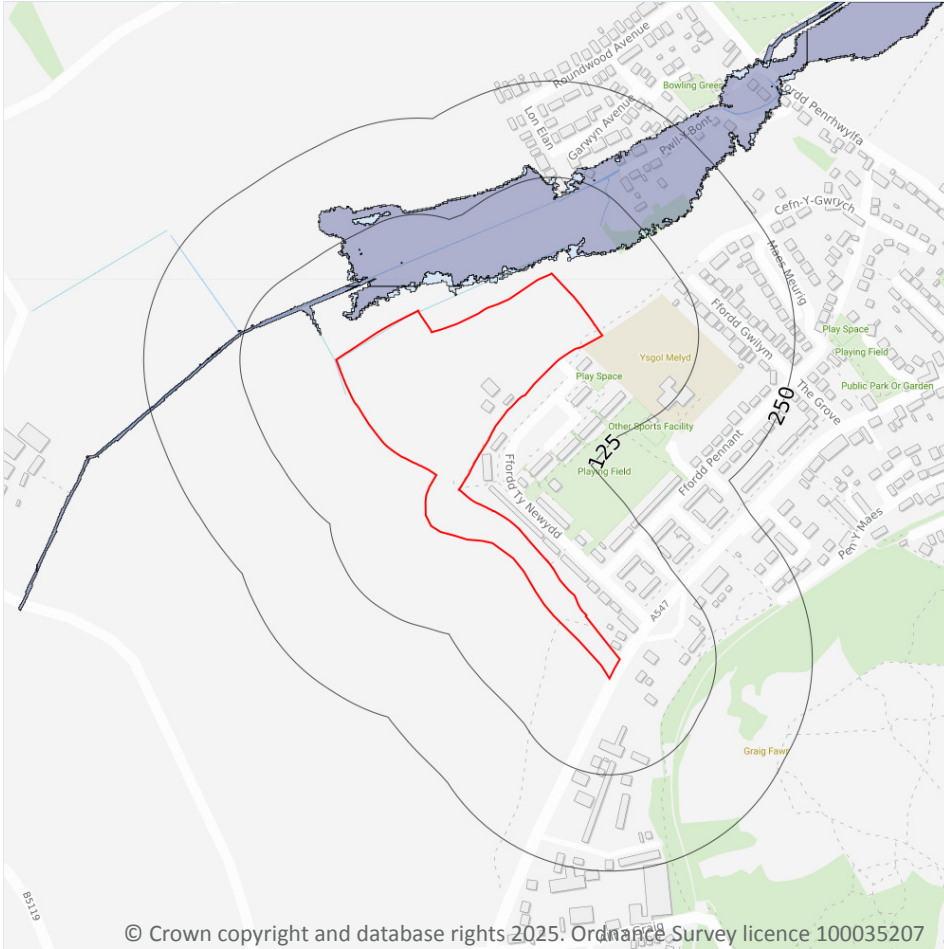 Roundwood Avenue
Bowling Green
Lon Elan
Garwyn Avenue
Pwll-Y-Bont
Ffordd Penrhwylfa
Cefn-Y-Gwrych
Maes Meurig
Ffordd Gwilym
Play Space
Playing Field
Public Park Or Garden
The Grove
Ysgol Melyd
Play Space
Other Sports Facility
250
125
Playing Field
Ffordd Pennant
Ffordd Ty Newydd
Pen Y Maes
A547
Graig Fawr
B5119
© Crown copyright and database rights 2025. Ordnance Survey licence 100035207